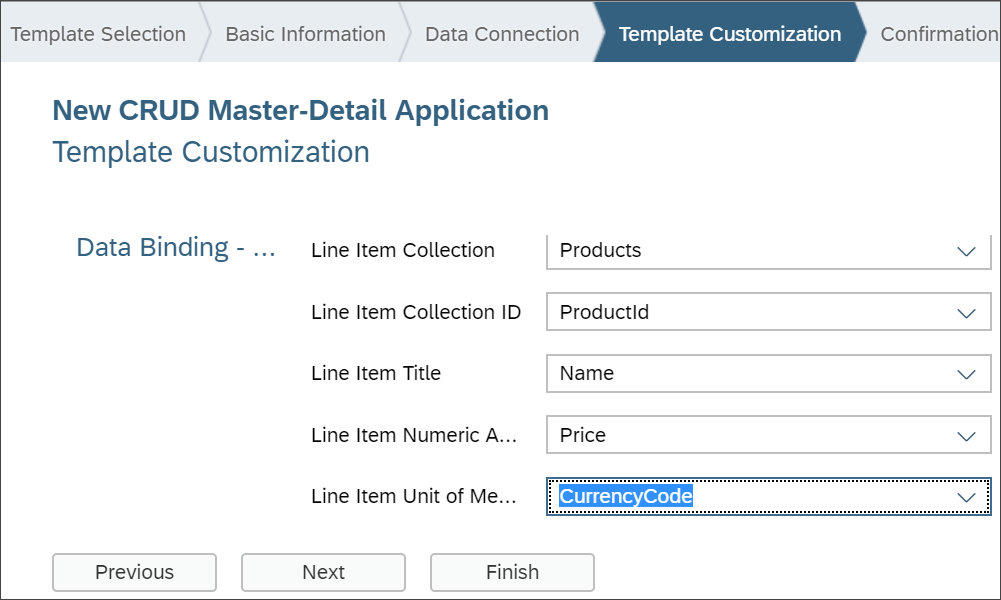 Template Selection Basic Information Data Connection Template Customization Confirmation
New CRUD Master-Detail Application
Template Customization
Data Binding - ...
Line Item Collection Products
Line Item Collection ID ProductId
Line Item Title Name
Line Item Numeric A... Price
Line Item Unit of Me... CurrencyCode
Previous Next Finish